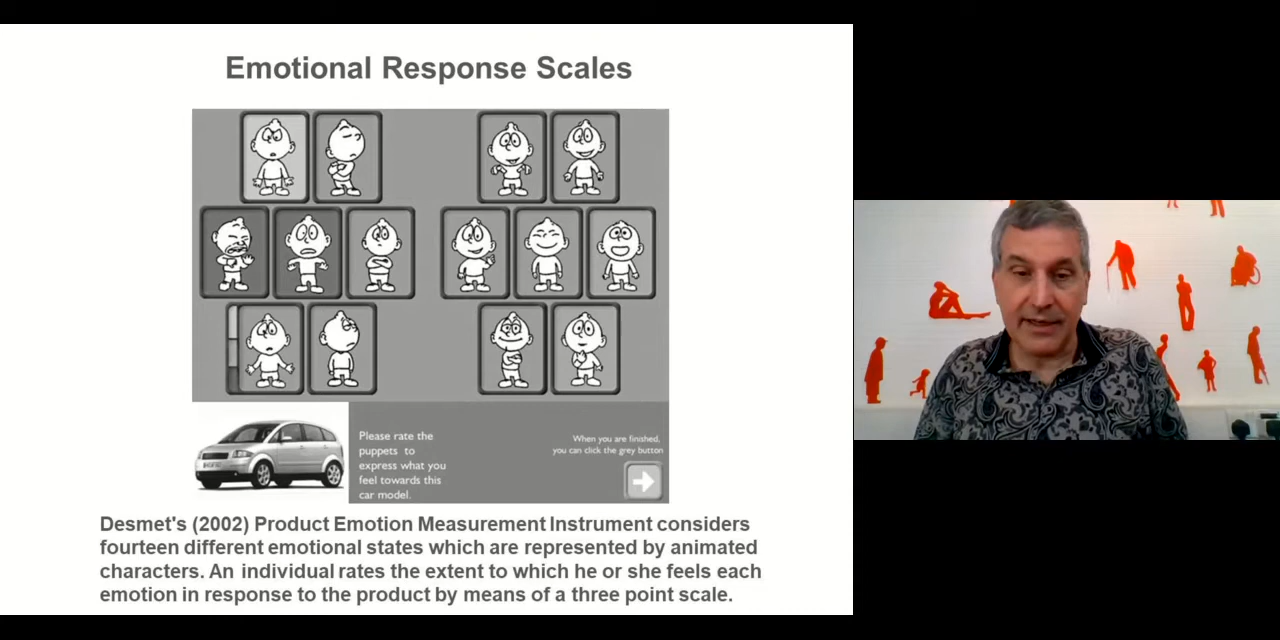 Emotional Response Scales
Please rate the
puppets to
express what you
feel towards this
car model.
When you are finished,
you can click the grey button
Desmet's (2002) Product Emotion Measurement Instrument considers
fourteen different emotional states which are represented by animated
characters. An individual rates the extent to which he or she feels each
emotion in response to the product by means of a three point scale.